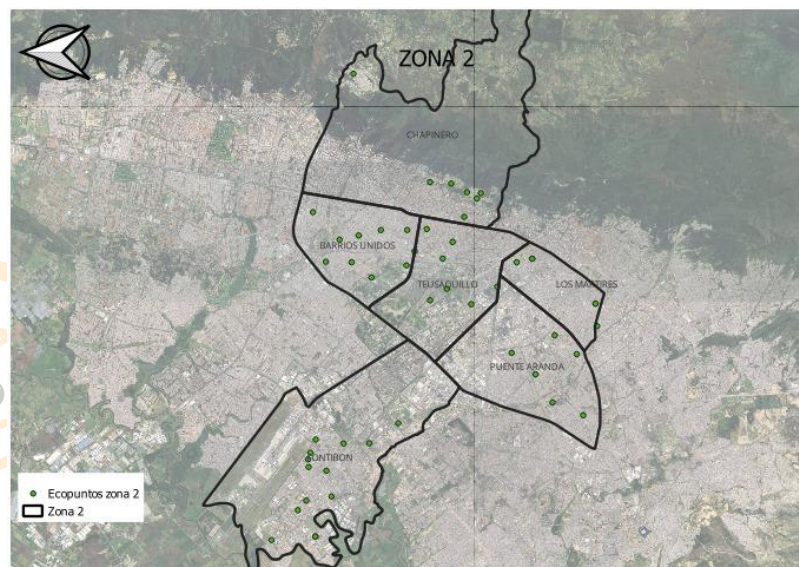 ZONA 2
CHAPINERO
BARRIOS UNIDOS
TEUSAQUILLO
LOS MARTIRES
PUENTE ARANDA
FONTIBON
Ecopuntos zona 2
Zona 2